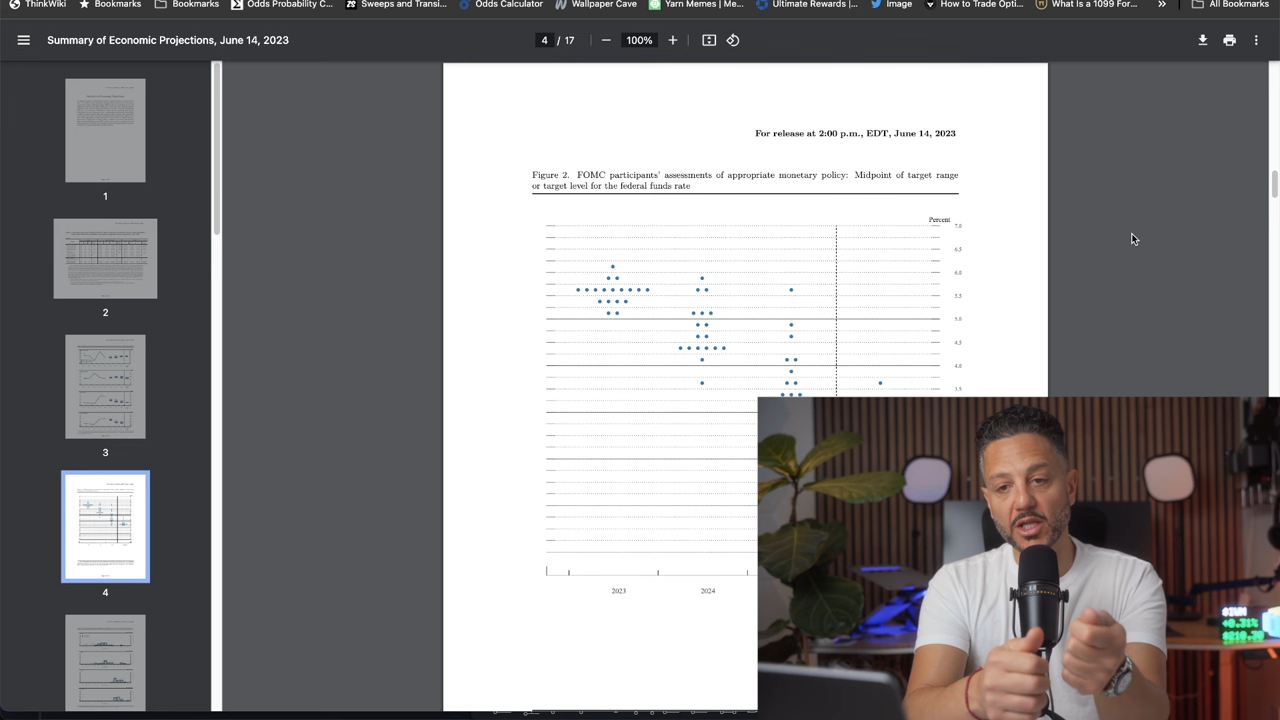 ThinkWiki
Bookmarks
Bookmarks
Odds Probability C...
Sweeps and Transi...
Odds Calculator
Wallpaper Cave
Yarn Memes | Me...
Ultimate Rewards |...
Image
How to Trade Opti...
What Is a 1099 For...
»
All Bookmarks
Summary of Economic Projections, June 14, 2023
4 / 17
100%
1
2
3
4
For release at 2:00 p.m., EDT, June 14, 2023
Figure 2. FOMC participants' assessments of appropriate monetary policy: Midpoint of target range
or target level for the federal funds rate
Percent
7.0
6.5
6.0
5.5
5.0
4.5
4.0
3.5
2023
2024
$IWM
+0.31%